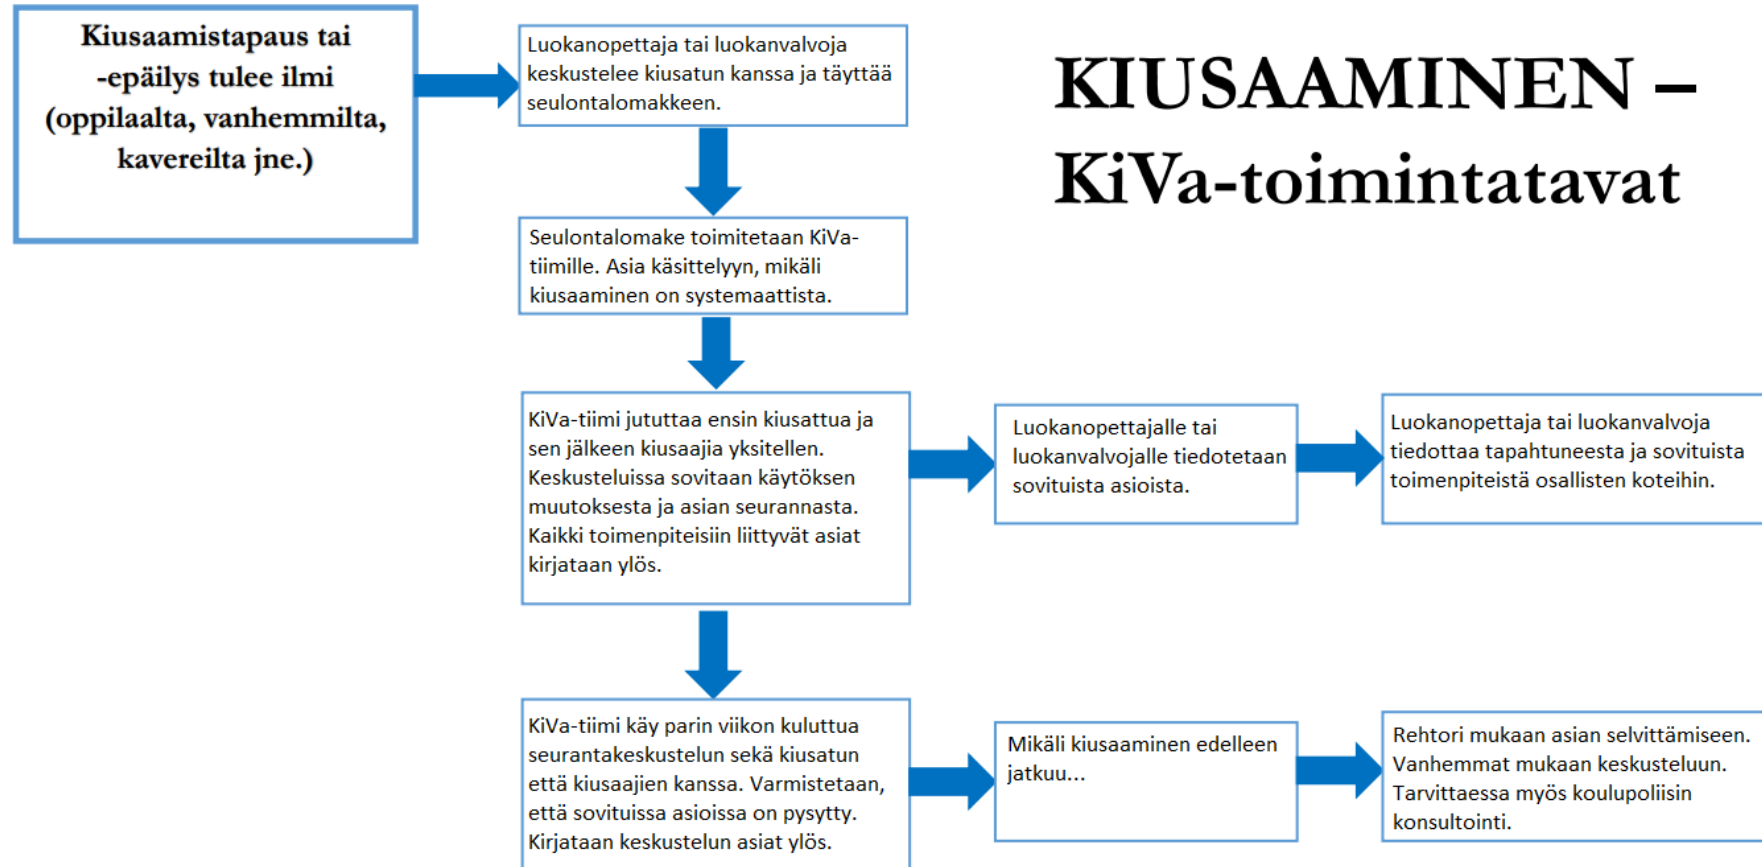 Kiusaamistapaus tai
-epäilys tulee ilmi
(oppilaalta, vanhemmilta,
kavereilta jne.)
Luokanopettaja tai luokanvalvoja
keskustelee kiusatun kanssa ja täyttää
seulontalomakkeen.
KIUSAAMINEN –
KiVa-toimintatavat
Seulontalomake toimitetaan KiVa-
tiimille. Asia käsittelyyn, mikäli
kiusaaminen on systemaattista.
KiVa-tiimi jututtaa ensin kiusattua ja
sen jälkeen kiusaajia yksitellen.
Keskusteluissa sovitaan käytöksen
muutoksesta ja asian seurannasta.
Kaikki toimenpiteisiin liittyvät asiat
kirjataan ylös.
Luokanopettajalle tai
luokanvalvojalle tiedotetaan
sovituista asioista.
Luokanopettaja tai luokanvalvoja
tiedottaa tapahtuneesta ja sovituista
toimenpiteistä osallisten koteihin.
KiVa-tiimi käy parin viikon kuluttua
seurantakeskustelun sekä kiusatun
että kiusaajien kanssa. Varmistetaan,
että sovituissa asioissa on pysytty.
Kirjataan keskustelun asiat ylös.
Mikäli kiusaaminen edelleen
jatkuu...
Rehtori mukaan asian selvittämiseen.
Vanhemmat mukaan keskusteluun.
Tarvittaessa myös koulupoliisin
konsultointi.